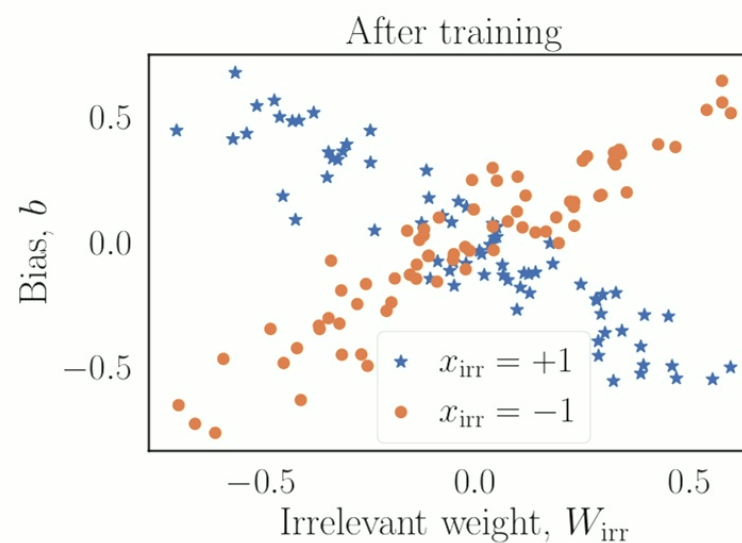 After training
0.5
0.0
−0.5
Bias, b
x_irr = +1
x_irr = −1
−0.5 0.0 0.5
Irrelevant weight, W_irr